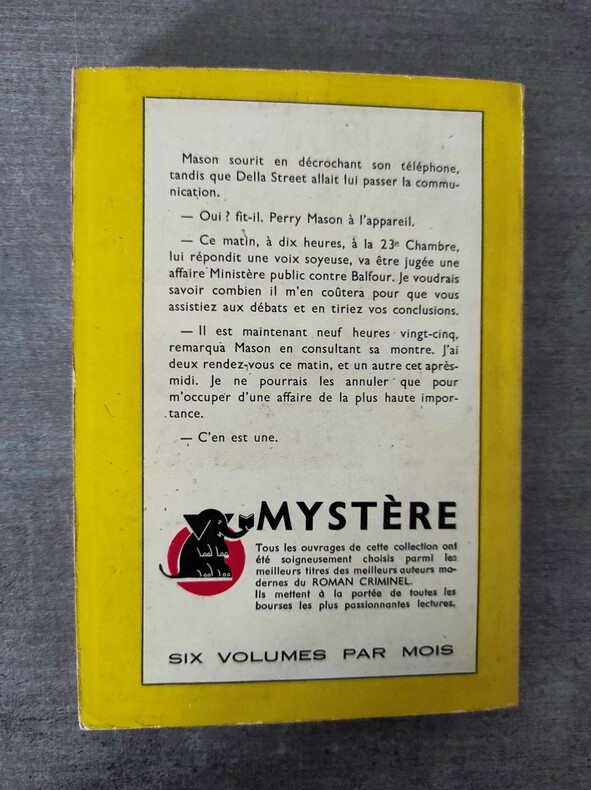 Mason sourit en décrochant son téléphone,
tandis que Della Street allait lui passer la commu-
nication.
— Oui ? fit-il. Perry Mason à l'appareil.
— Ce matin, à dix heures, à la 23e Chambre,
lui répondit une voix soyeuse, va être jugée une
affaire Ministère public contre Balfour. Je voudrais
savoir combien il m'en coûtera pour que vous
assistiez aux débats et en tiriez vos conclusions.
— Il est maintenant neuf heures vingt-cinq,
remarqua Mason en consultant sa montre. J'ai
deux rendez-vous ce matin, et un autre cet après-
midi. Je ne pourrais les annuler que pour
m'occuper d'une affaire de la plus haute impor-
tance.
— C'en est une.
MYSTÈRE
Tous les ouvrages de cette collection ont
été soigneusement choisis parmi les
meilleurs titres des meilleurs auteurs mo-
dernes du ROMAN CRIMINEL.
Ils mettent à la portée de toutes les
bourses les plus passionnantes lectures.
SIX VOLUMES PAR MOIS